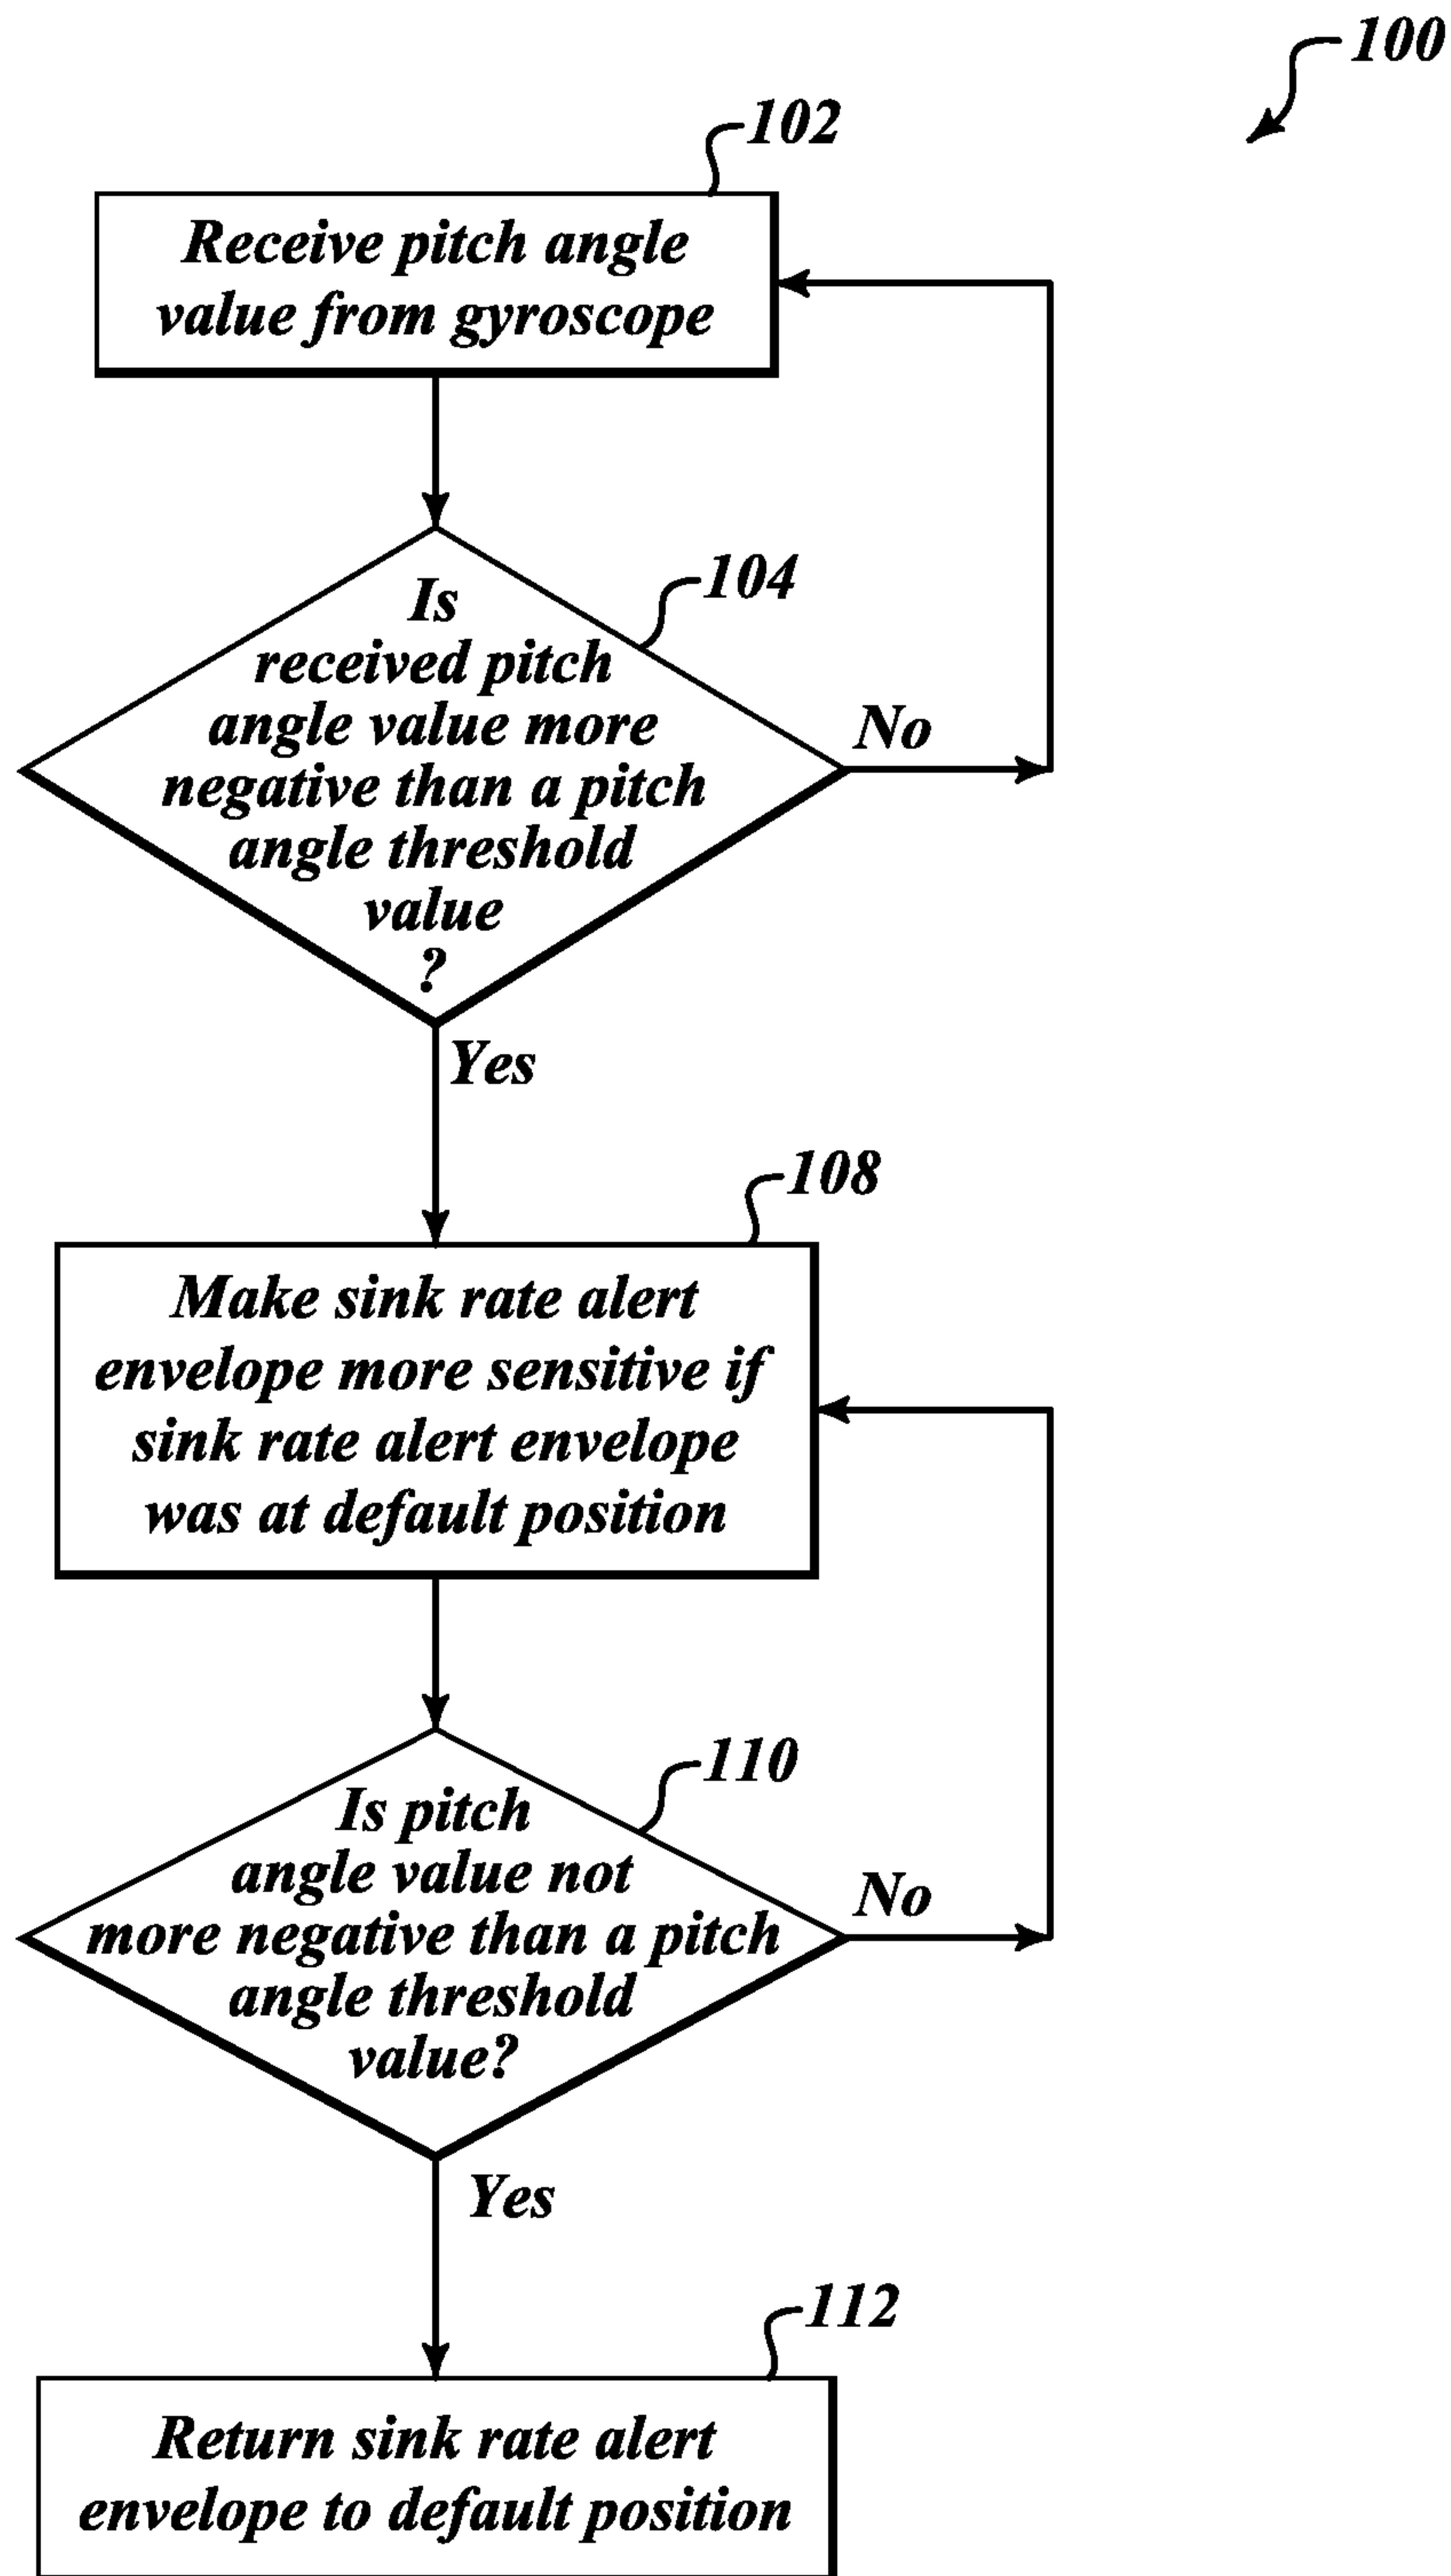 100
102
Receive pitch angle
value from gyroscope
104
Is
received pitch
angle value more
negative than a pitch
angle threshold
value
?
No
Yes
108
Make sink rate alert
envelope more sensitive if
sink rate alert envelope
was at default position
110
Is pitch
angle value not
more negative than a pitch
angle threshold
value?
No
Yes
112
Return sink rate alert
envelope to default position